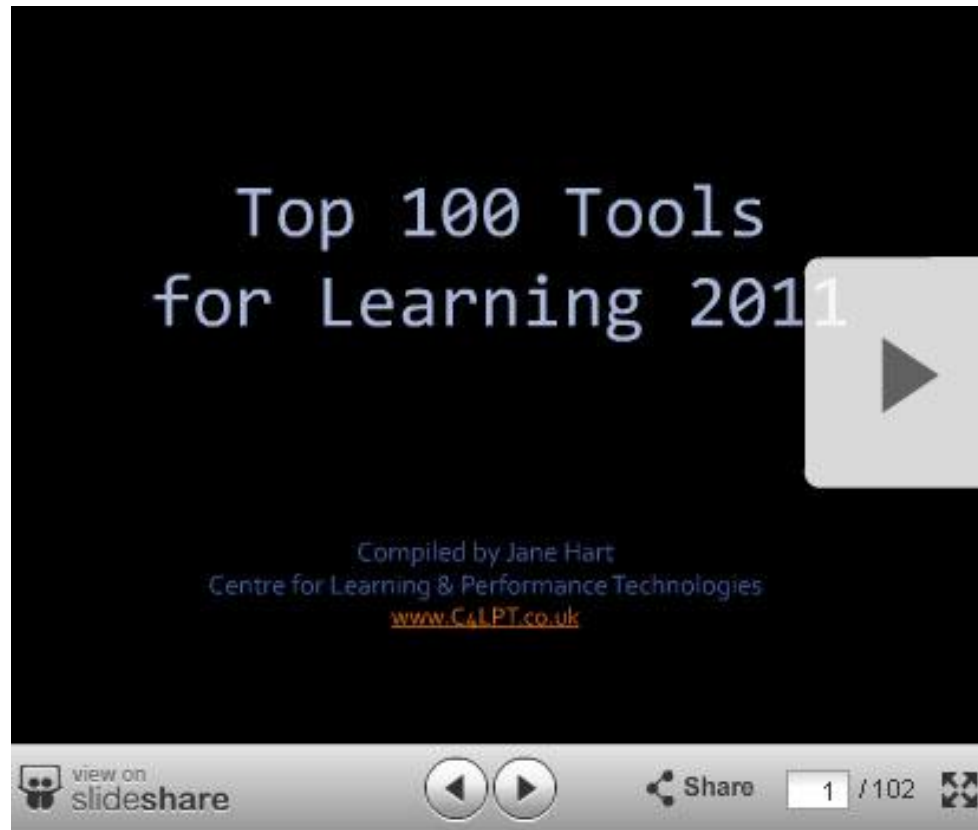 Top 100 Tools
for Learning 2011
Compiled by Jane Hart
Centre for Learning & Performance Technologies
www.C4LPT.co.uk
view on
slideshare
Share
1 / 102